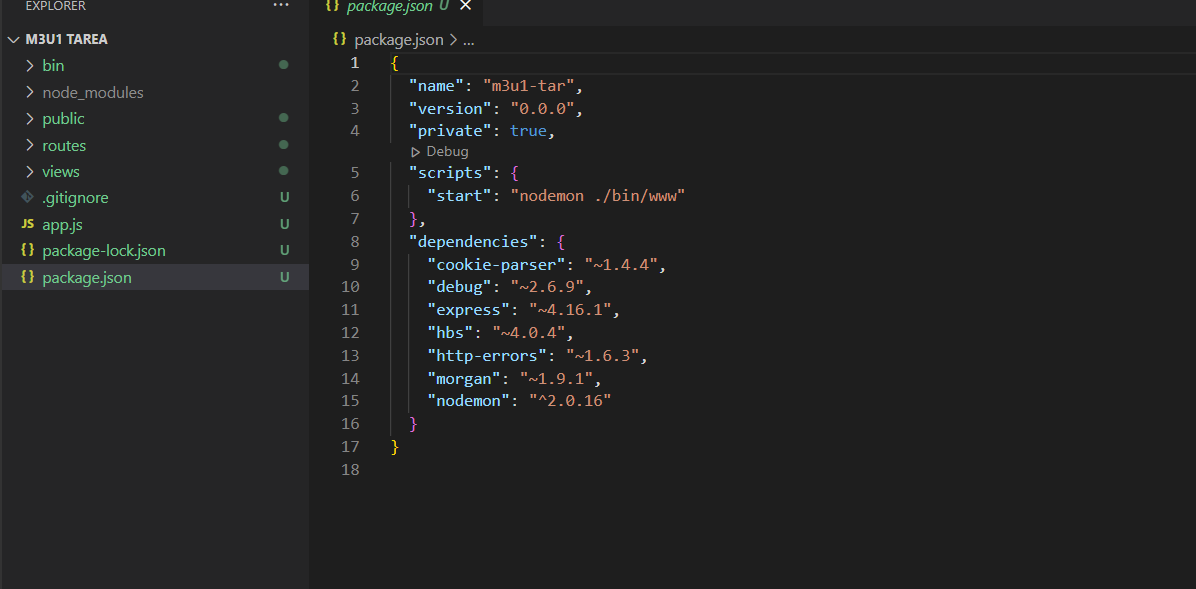 EXPLORER
...
M3U1 TAREA
bin
node_modules
public
routes
views
.gitignore U
JS app.js U
{} package-lock.json U
{} package.json U
{} package.json U ×
{} package.json > ...
1 {
2 "name": "m3u1-tar",
3 "version": "0.0.0",
4 "private": true,
Debug
5 "scripts": {
6 "start": "nodemon ./bin/www"
7 },
8 "dependencies": {
9 "cookie-parser": "~1.4.4",
10 "debug": "~2.6.9",
11 "express": "~4.16.1",
12 "hbs": "~4.0.4",
13 "http-errors": "~1.6.3",
14 "morgan": "~1.9.1",
15 "nodemon": "^2.0.16"
16 }
17 }
18